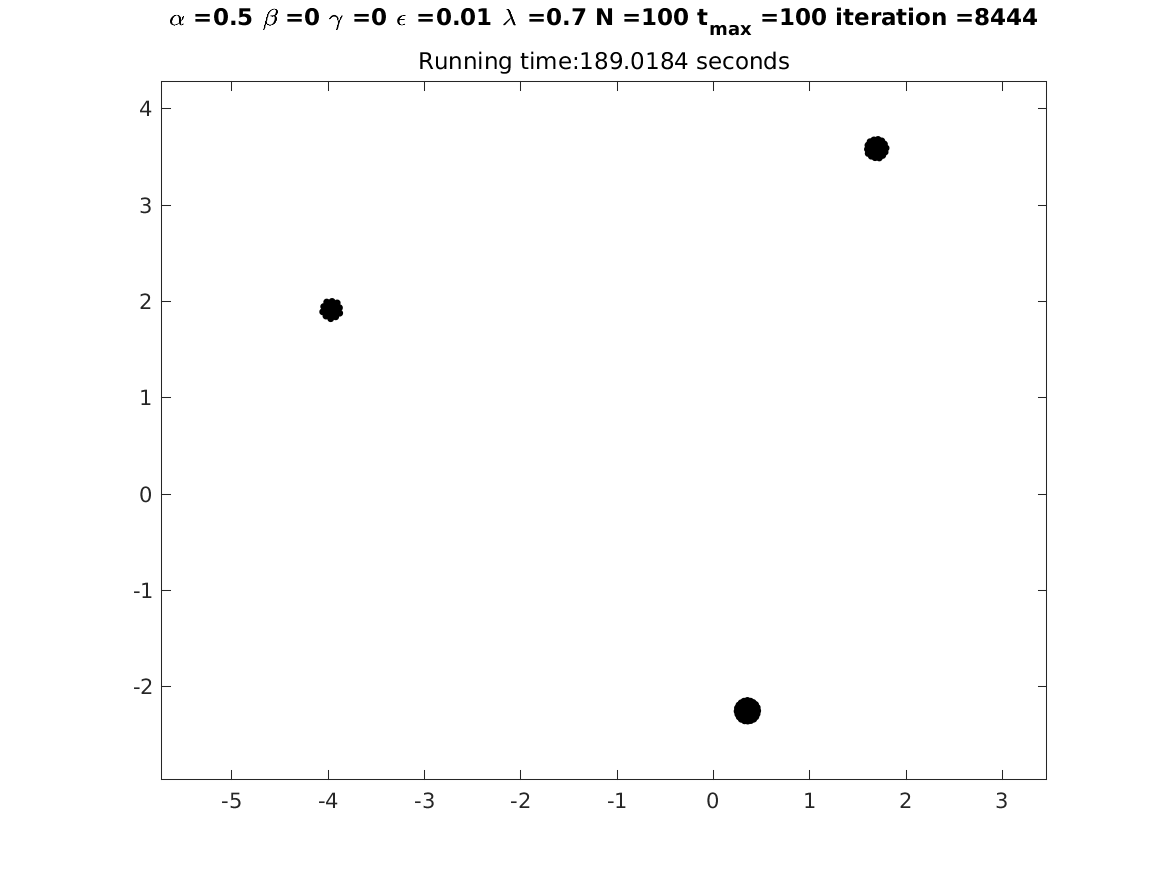 α =0.5 β =0 γ =0 ϵ =0.01 λ =0.7 N =100 t_max =100 iteration =8444
Running time:189.0184 seconds
4
3
2
1
0
-1
-2
-5 -4 -3 -2 -1 0 1 2 3